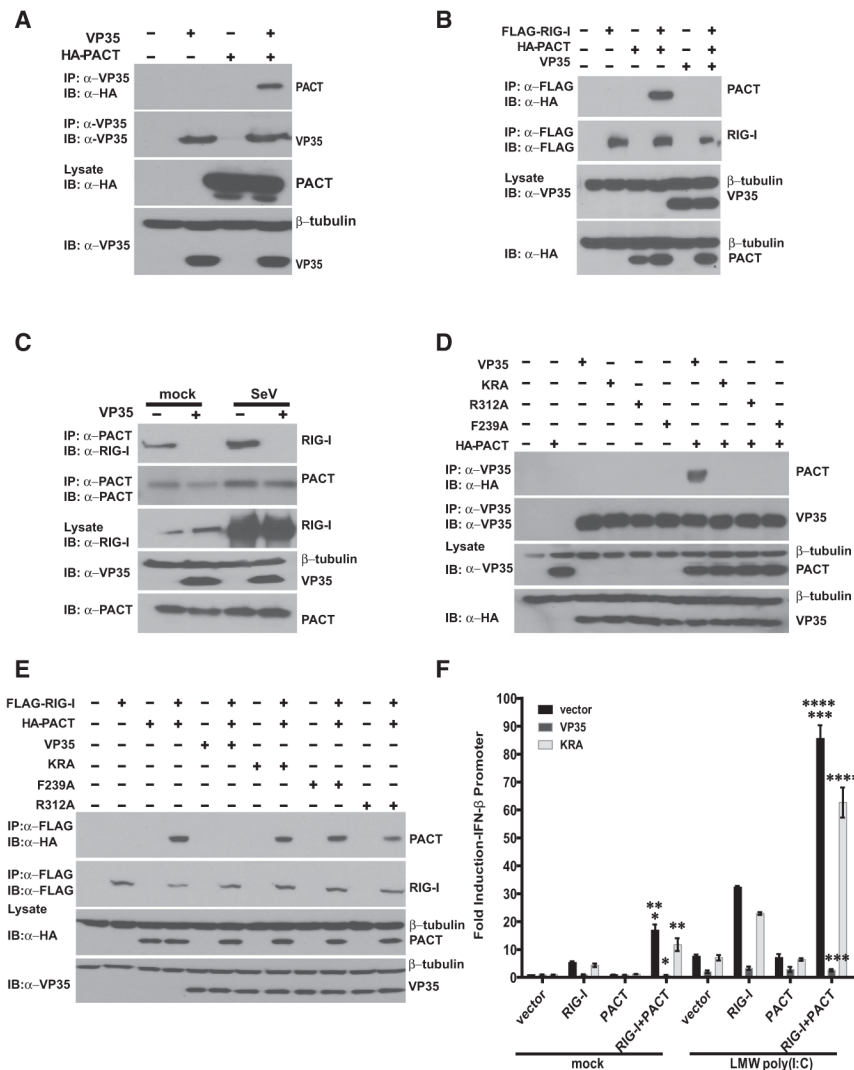 A
VP35 − + − +
HA-PACT − − + +
IP: α−VP35
IB: α−HA
PACT
IP: α-VP35
IB: α-VP35
VP35
Lysate
IB: α−HA
PACT
β−tubulin
IB: α−VP35
VP35
B
FLAG-RIG-I − + − + − +
HA-PACT − − + + − +
VP35 − − − − + +
IP: α−FLAG
IB: α−HA
PACT
IP: α−FLAG
IB: α−FLAG
RIG-I
Lysate
IB: α−VP35
β−tubulin
VP35
IB: α−HA
β−tubulin
PACT
C
mock SeV
VP35 − + − +
IP: α−PACT
IB: α−RIG-I
RIG-I
IP: α−PACT
IB: α−PACT
PACT
Lysate
IB: α−RIG-I
RIG-I
IB: α−VP35
β−tubulin
VP35
IB: α−PACT
PACT
D
VP35 − − + − − − + − − −
KRA − − − + − − − + − −
R312A − − − − + − − − + −
F239A − − − − − + − − − +
HA-PACT − + − − − − + + + +
IP: α−VP35
IB: α−HA
PACT
IP: α−VP35
IB: α−VP35
VP35
Lysate
IB: α−VP35
β−tubulin
PACT
IB: α−HA
β−tubulin
VP35
E
FLAG-RIG-I − + − + − + − + − + − +
HA-PACT − − + + − + − + − + − +
VP35 − − − − + + − − − − − −
KRA − − − − − − + + − − − −
F239A − − − − − − − − + + − −
R312A − − − − − − − − − − + +
IP:α−FLAG
IB:α−HA
PACT
IP:α−FLAG
IB:α−FLAG
RIG-I
Lysate
IB:α−HA
β−tubulin
PACT
IB:α−VP35
β−tubulin
VP35
F
Fold Induction-IFN-β Promoter
100
90
80
70
60
50
40
30
20
10
0
vector
VP35
KRA
**
*
*
**
****
***
***
****
vector RIG-I PACT RIG-I+PACT vector RIG-I PACT RIG-I+PACT
mock LMW poly(I:C)